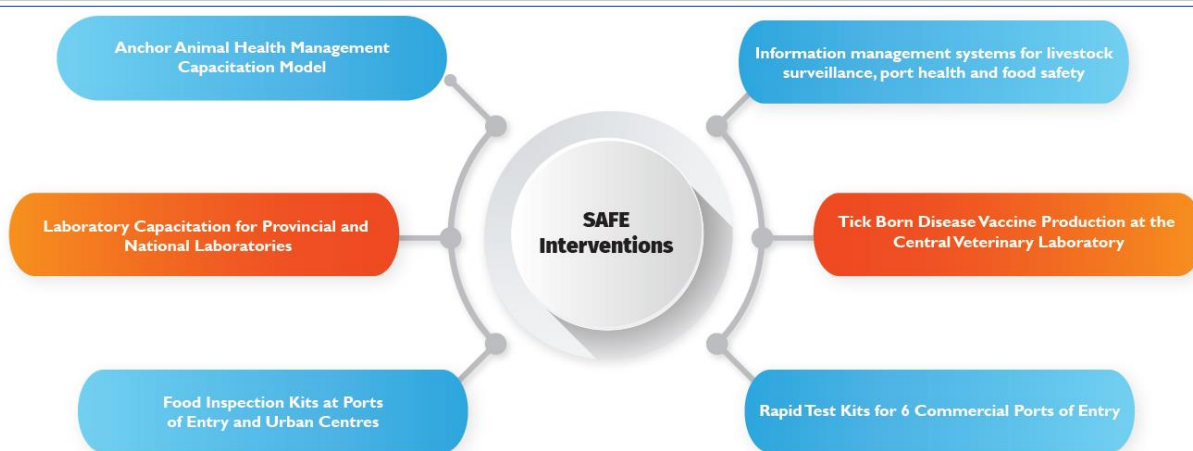 Anchor Animal Health Management
Capacitation Model
Information management systems for livestock
surveillance, port health and food safety
Laboratory Capacitation for Provincial and
National Laboratories
SAFE
Interventions
Tick Born Disease Vaccine Production at the
Central Veterinary Laboratory
Food Inspection Kits at Ports
of Entry and Urban Centres
Rapid Test Kits for 6 Commercial Ports of Entry